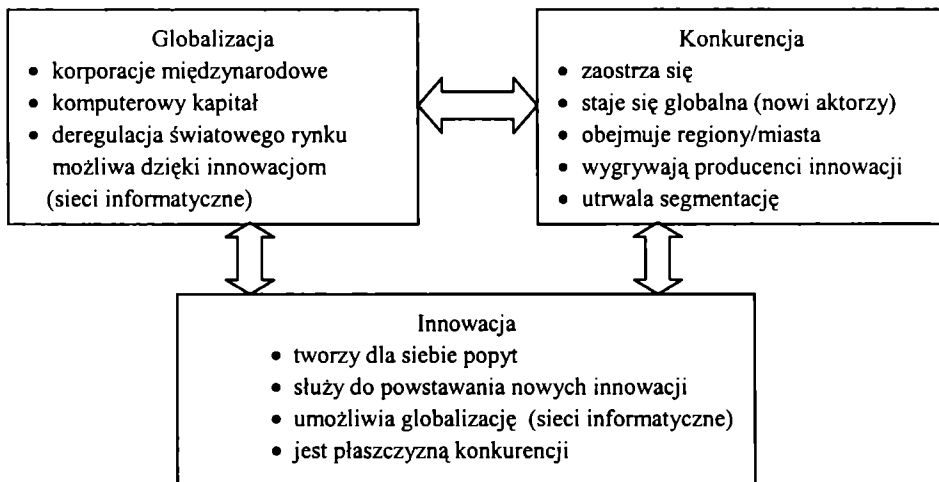 Globalizacja
• korporacje międzynarodowe
• komputerowy kapitał
• deregulacja światowego rynku
możliwa dzięki innowacjom
(sieci informatyczne)
Konkurencja
• zaostrza się
• staje się globalna (nowi aktorzy)
• obejmuje regiony/miasta
• wygrywają producenci innowacji
• utrwala segmentację
Innowacja
• tworzy dla siebie popyt
• służy do powstawania nowych innowacji
• umożliwia globalizację (sieci informatyczne)
• jest płaszczyzną konkurencji